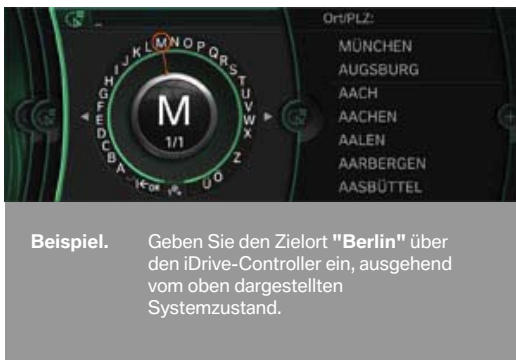 Ort/PLZ:
K L M N O P Q R S T U V W X Z Ü Ö A B C D E F G H I J
M
1/1
OK
MÜNCHEN
AUGSBURG
AACH
AACHEN
AALEN
AARBERGEN
AASBÜTTEL
Beispiel.
Geben Sie den Zielort "Berlin" über
den iDrive-Controller ein, ausgehend
vom oben dargestellten
Systemzustand.